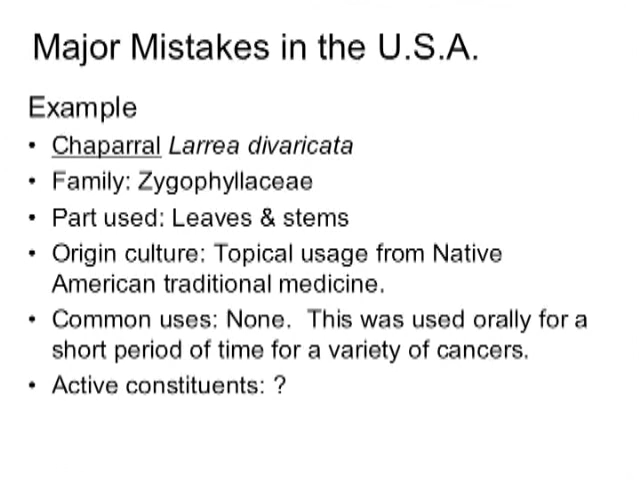 Major Mistakes in the U.S.A.
Example
• Chaparral Larrea divaricata
• Family: Zygophyllaceae
• Part used: Leaves & stems
• Origin culture: Topical usage from Native
American traditional medicine.
• Common uses: None. This was used orally for a
short period of time for a variety of cancers.
• Active constituents: ?